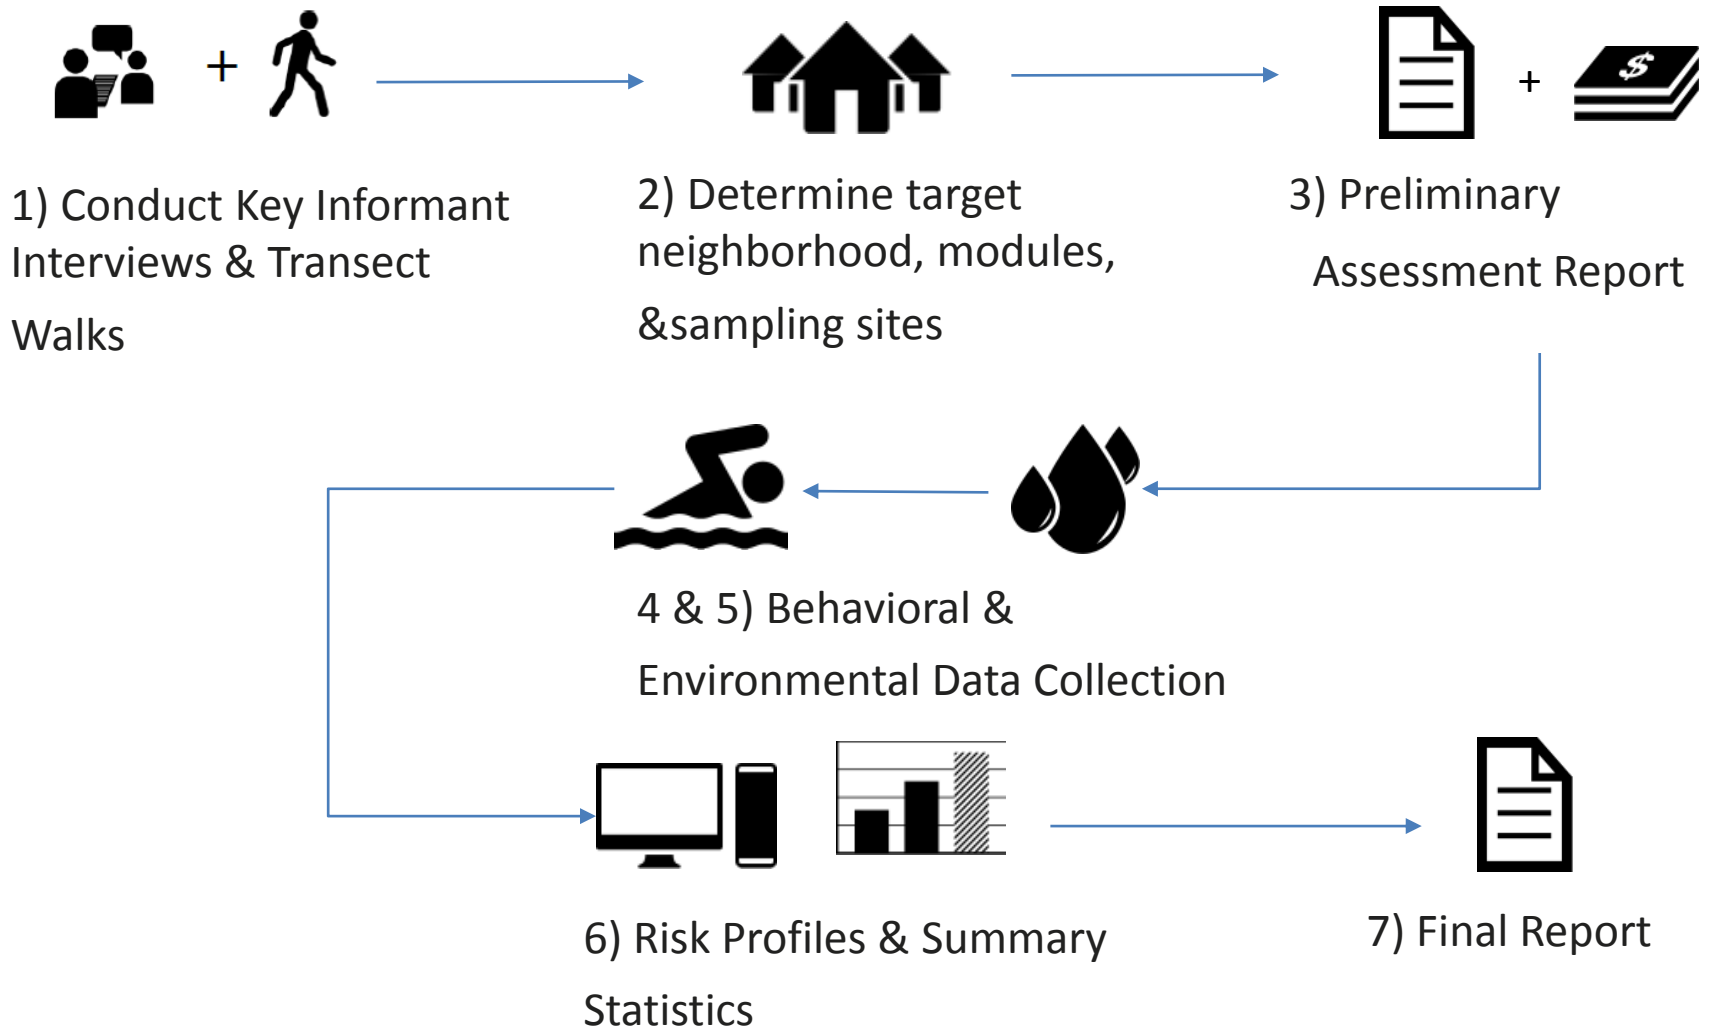 +
+
$
1) Conduct Key Informant
Interviews & Transect
Walks
2) Determine target
neighborhood, modules,
&sampling sites
3) Preliminary
Assessment Report
4 & 5) Behavioral &
Environmental Data Collection
6) Risk Profiles & Summary
Statistics
7) Final Report